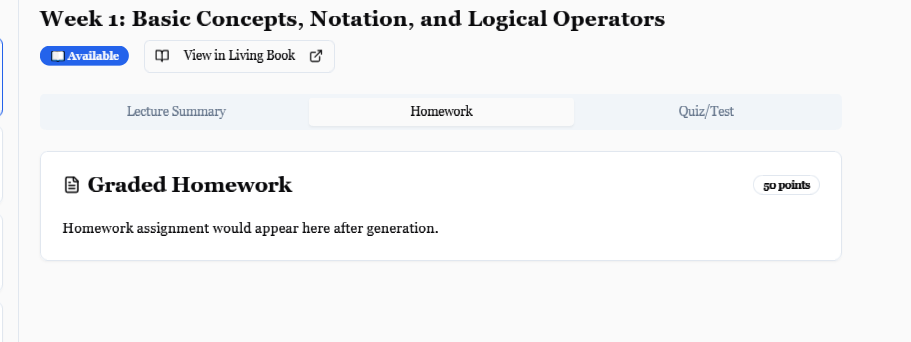 Week 1: Basic Concepts, Notation, and Logical Operators
Available
View in Living Book
Lecture Summary
Homework
Quiz/Test
Graded Homework
50 points
Homework assignment would appear here after generation.